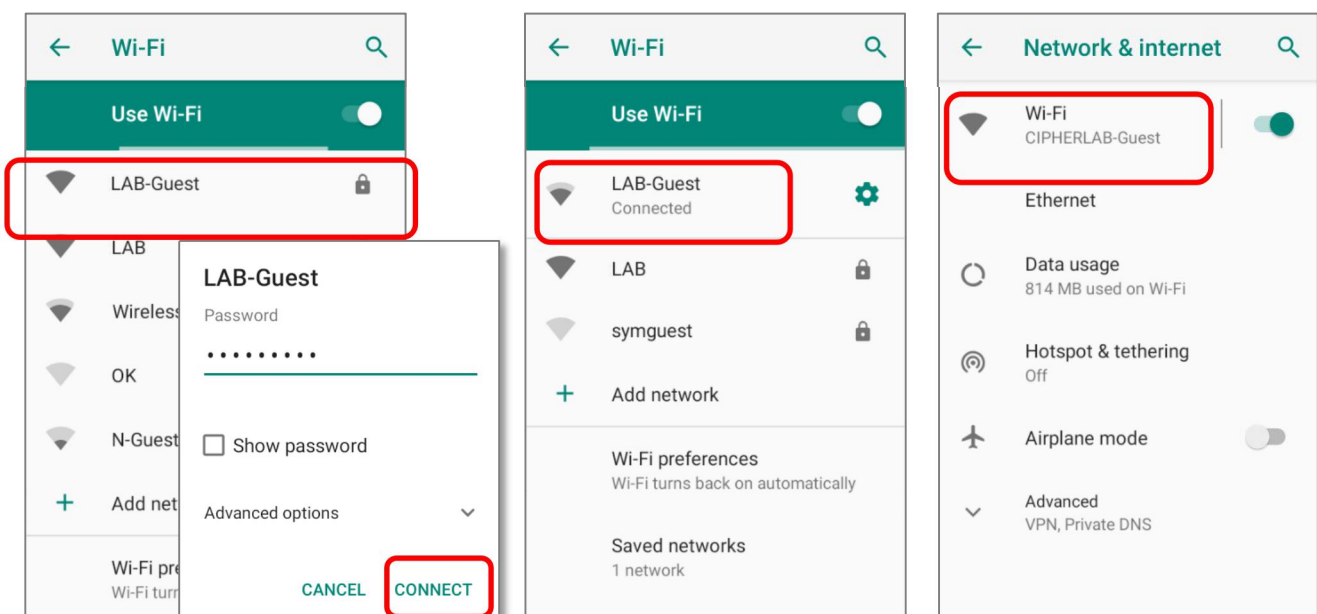 Wi-Fi
Use Wi-Fi
LAB-Guest
LAB
Wireless
OK
N-Guest
Add net
Wi-Fi pre
Wi-Fi turr
LAB-Guest
Password
•••••••••
Show password
Advanced options
CANCEL CONNECT
Wi-Fi
Use Wi-Fi
LAB-Guest
Connected
LAB
symguest
Add network
Wi-Fi preferences
Wi-Fi turns back on automatically
Saved networks
1 network
Network & internet
Wi-Fi
CIPHERLAB-Guest
Ethernet
Data usage
814 MB used on Wi-Fi
Hotspot & tethering
Off
Airplane mode
Advanced
VPN, Private DNS